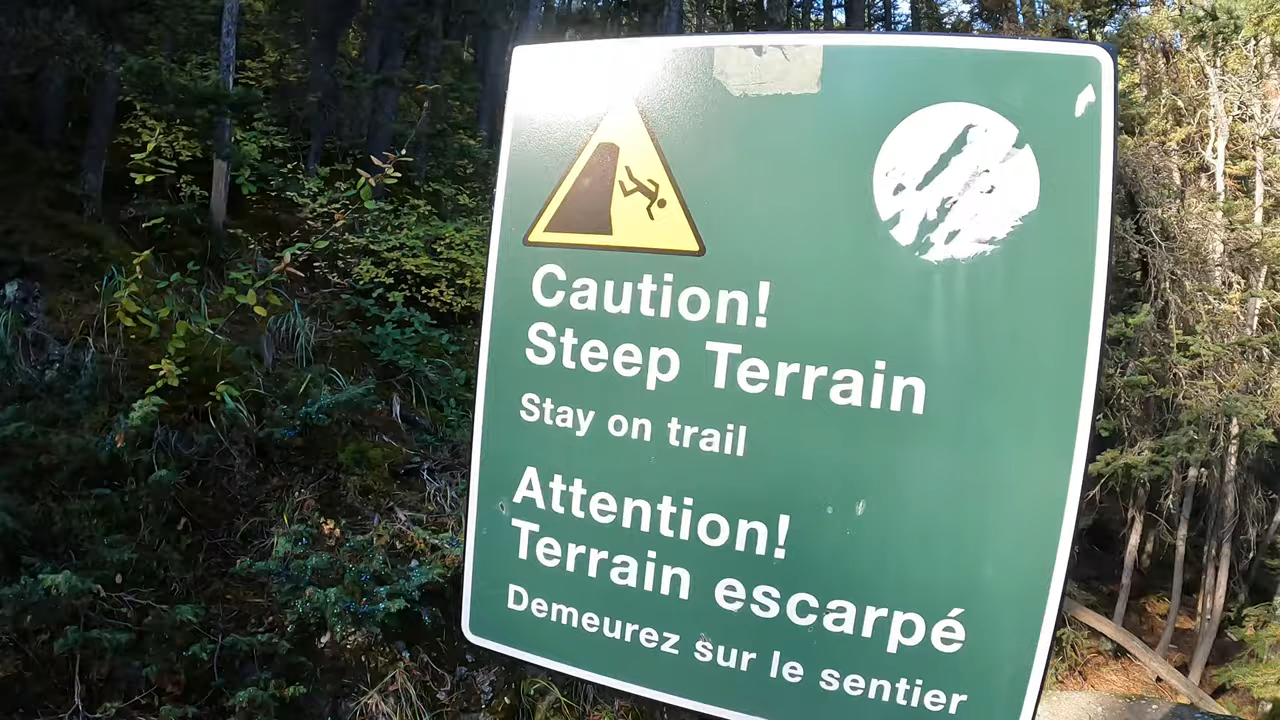 Caution!
Steep Terrain
Stay on trail
Attention!
Terrain escarpé
Demeurez sur le sentier